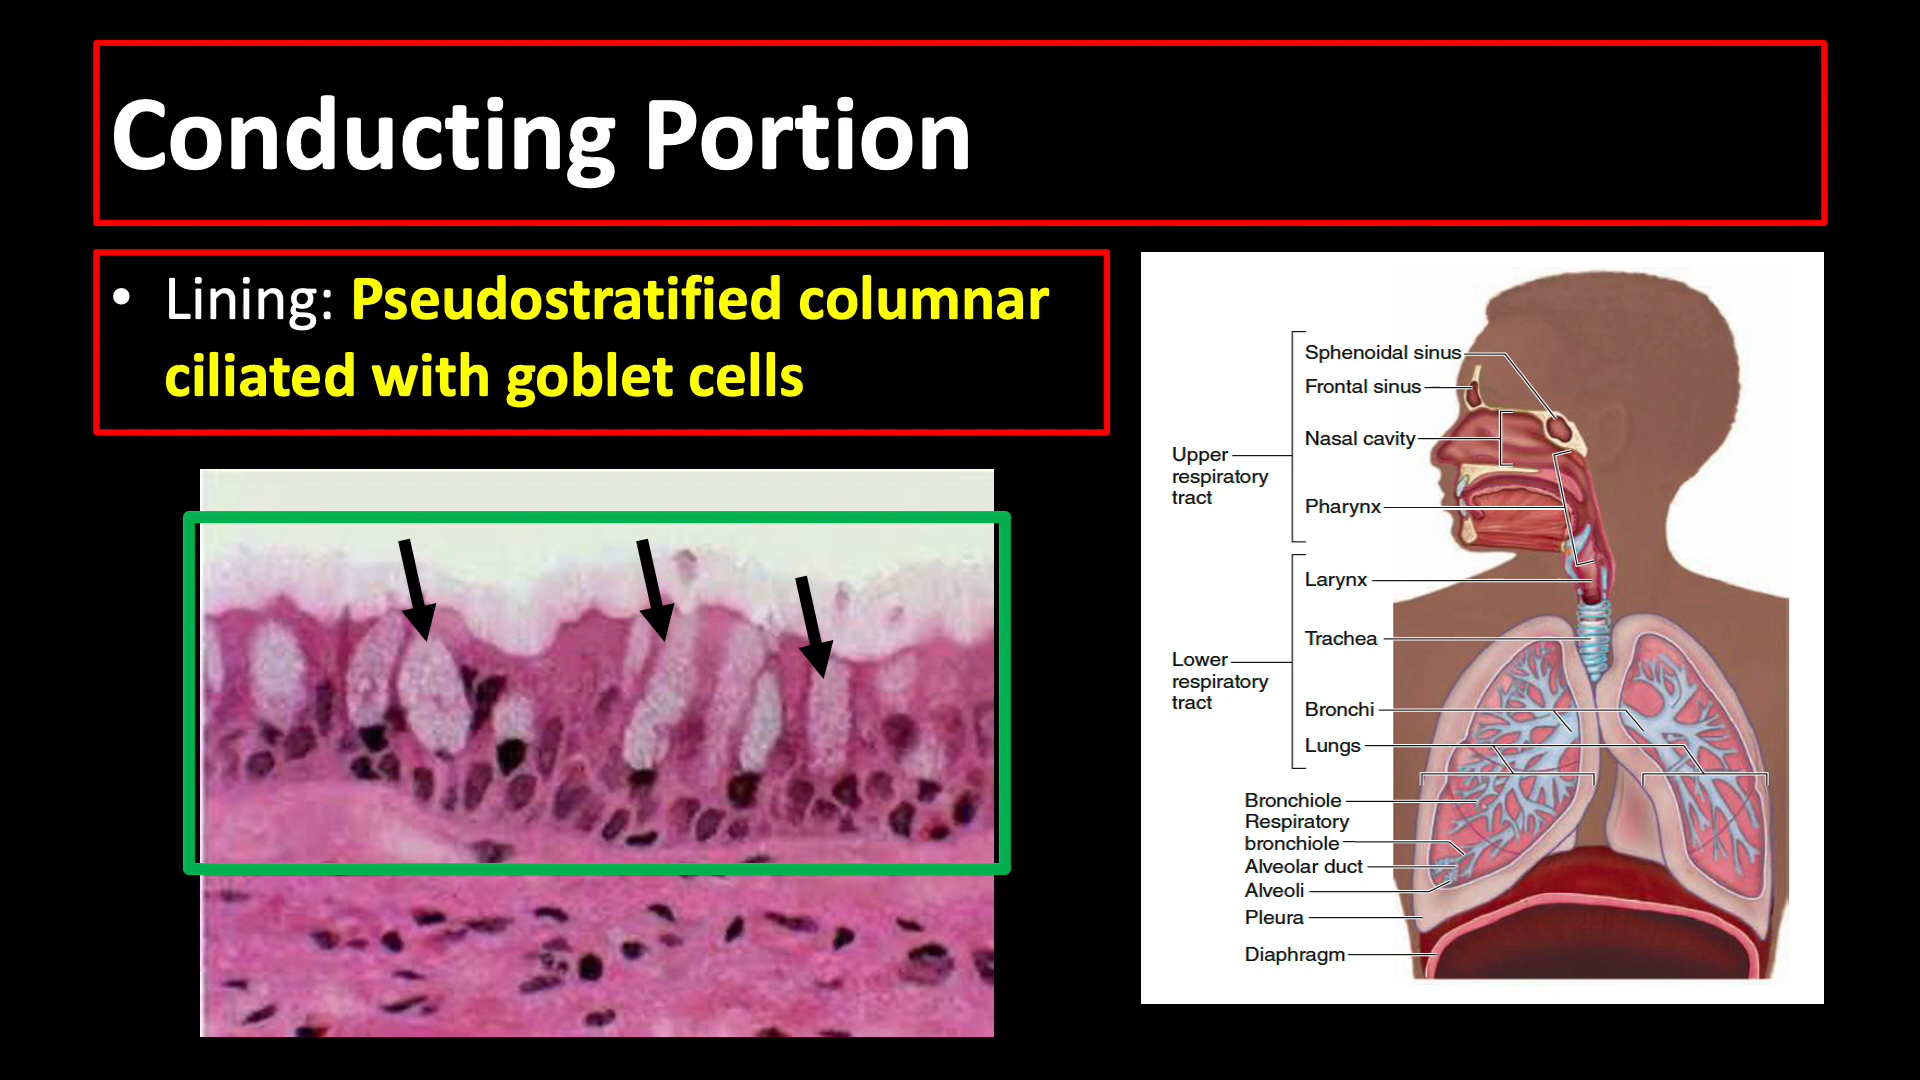 Conducting Portion
• Lining: Pseudostratified columnar
ciliated with goblet cells
Upper
respiratory
tract
Sphenoidal sinus
Frontal sinus
Nasal cavity
Pharynx
Lower
respiratory
tract
Larynx
Trachea
Bronchi
Lungs
Bronchiole
Respiratory
bronchiole
Alveolar duct
Alveoli
Pleura
Diaphragm